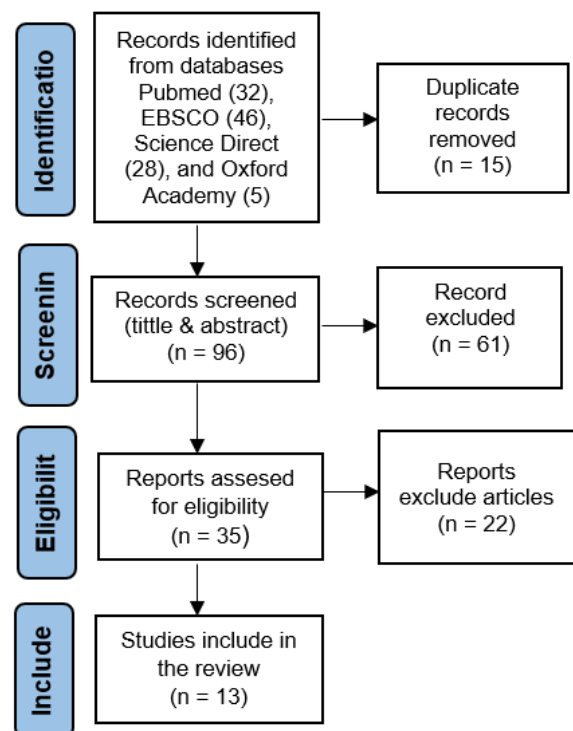 Identificatio
Records identified
from databases
Pubmed (32),
EBSCO (46),
Science Direct
(28), and Oxford
Academy (5)
Duplicate
records
removed
(n = 15)
Screenin
Records screened
(tittle & abstract)
(n = 96)
Record
excluded
(n = 61)
Eligibilit
Reports assesed
for eligibility
(n = 35)
Reports
exclude articles
(n = 22)
Include
Studies include in
the review
(n = 13)